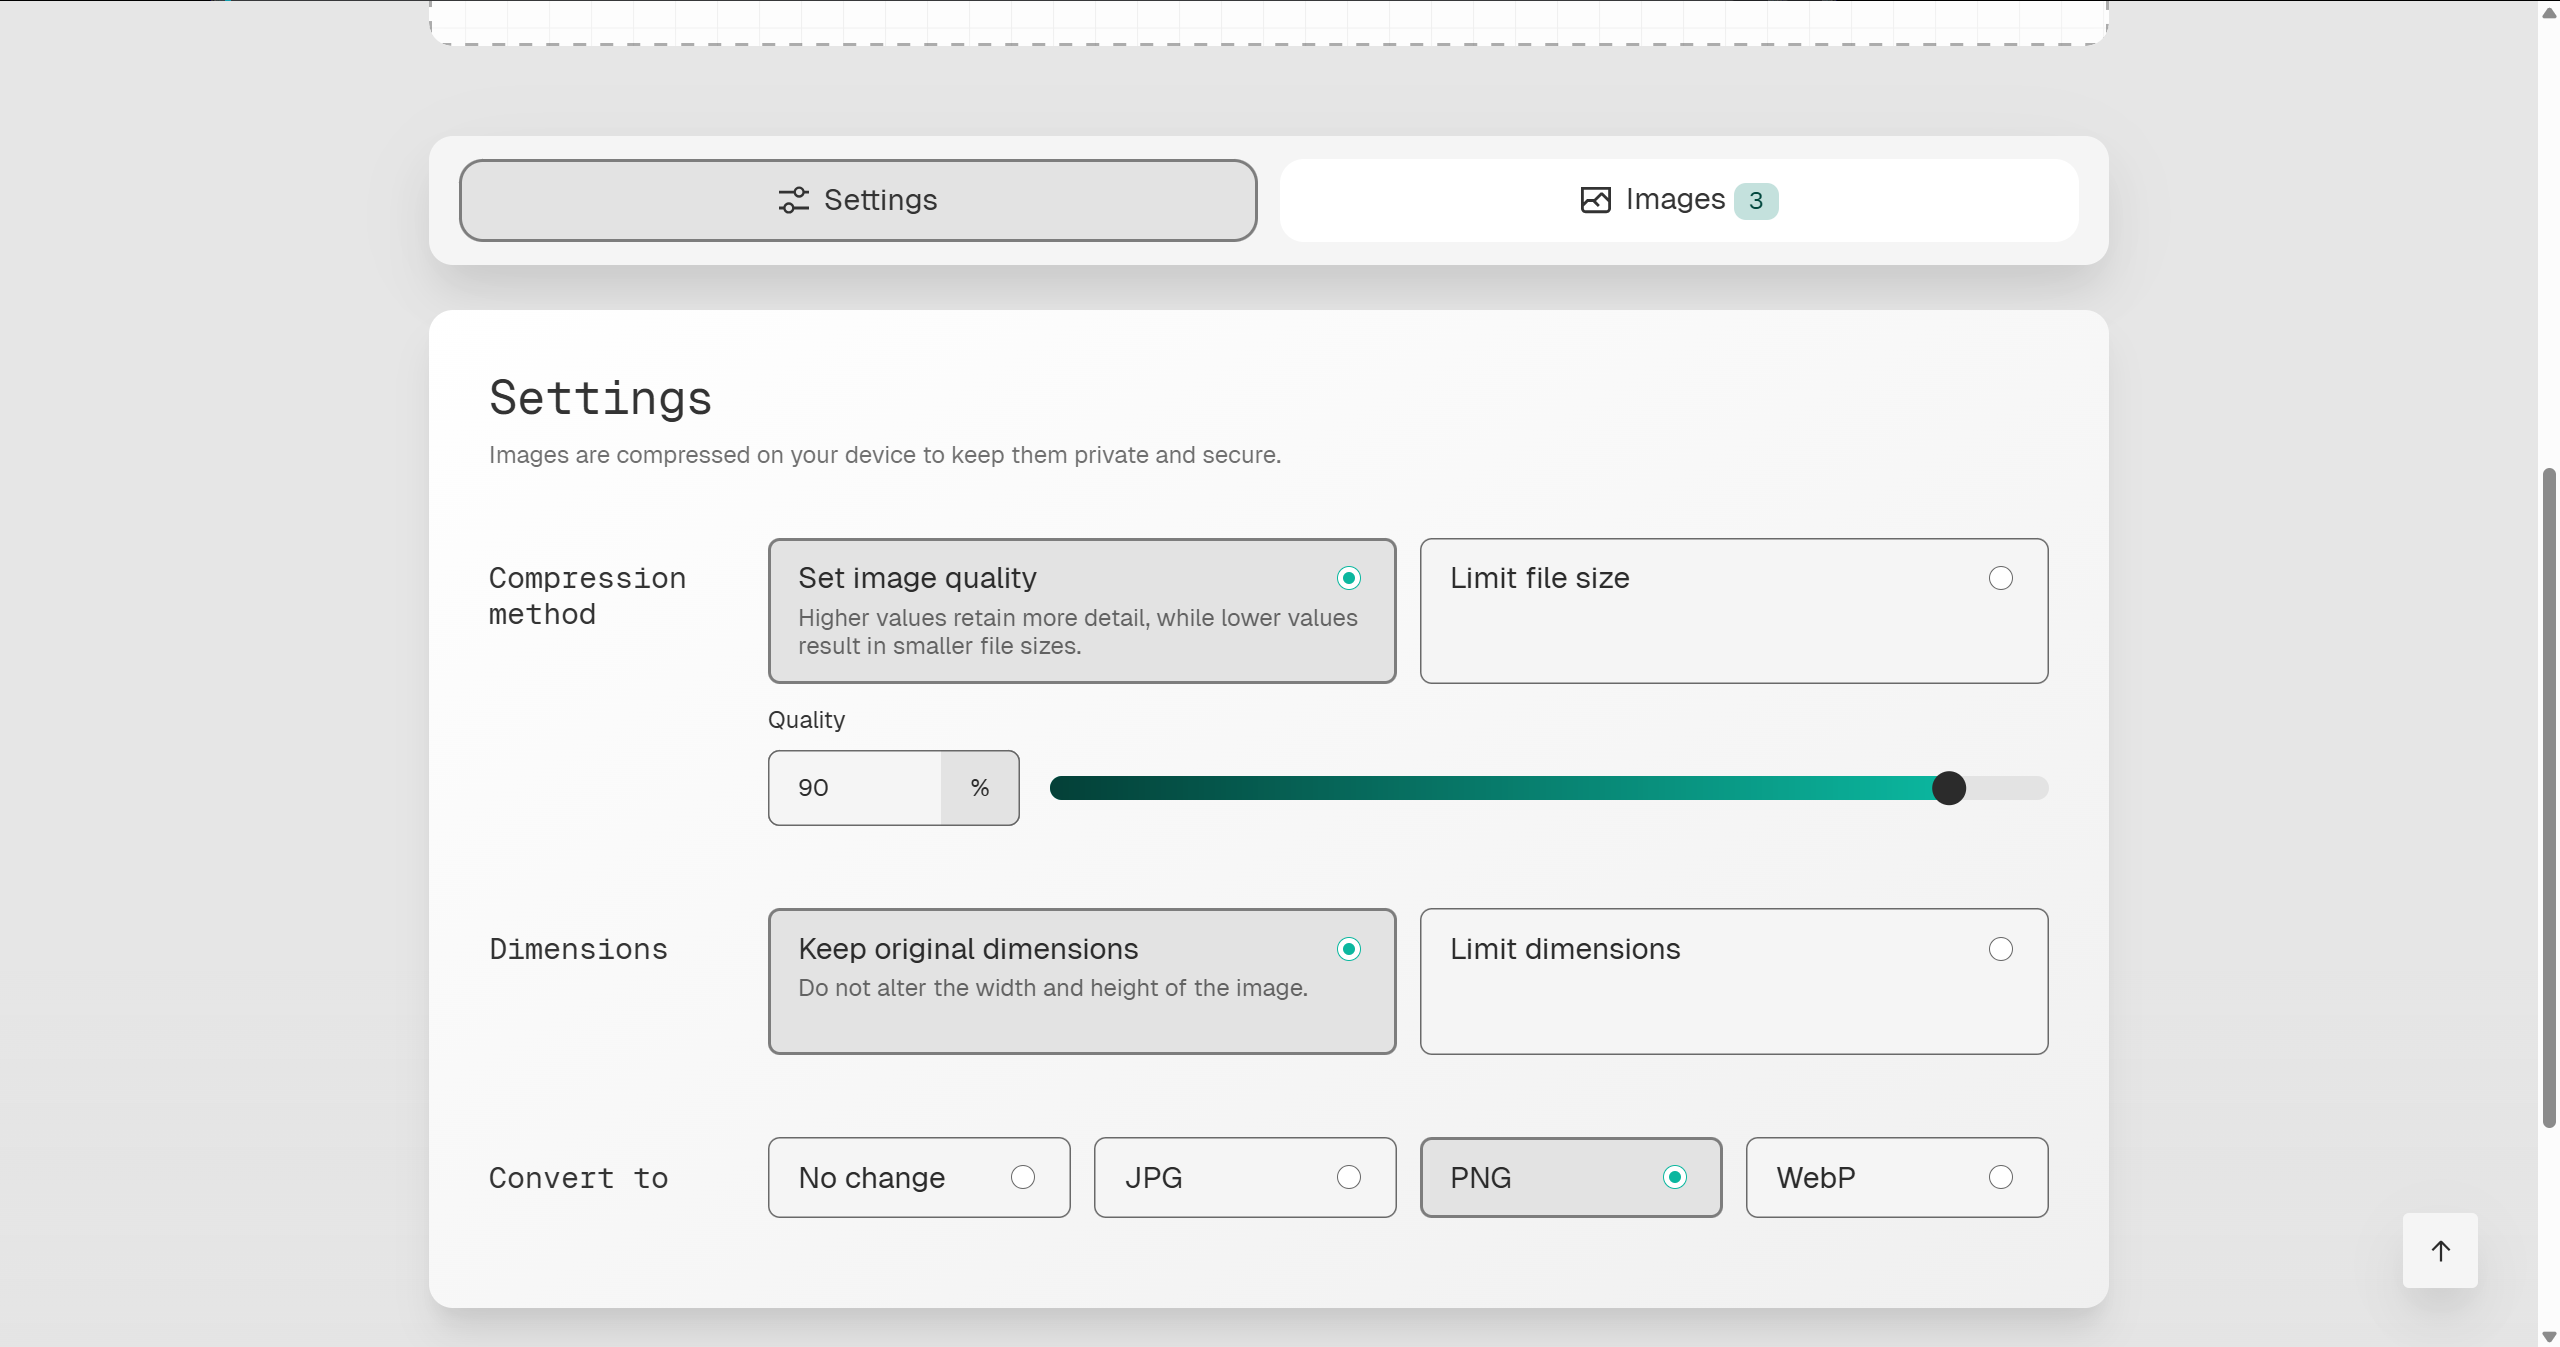 Settings
Images 3
Settings
Images are compressed on your device to keep them private and secure.
Compression
method
Set image quality
Higher values retain more detail, while lower values
result in smaller file sizes.
Limit file size
Quality
90 %
Dimensions
Keep original dimensions
Do not alter the width and height of the image.
Limit dimensions
Convert to
No change
JPG
PNG
WebP